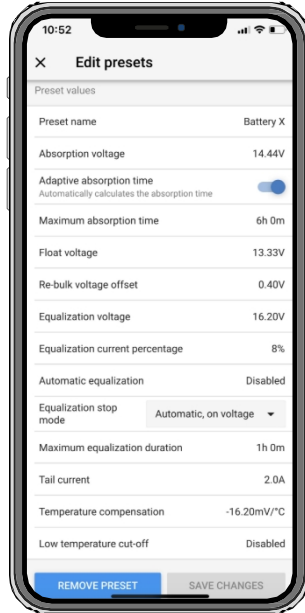 10:52
Edit presets
Preset values
Preset name Battery X
Absorption voltage 14.44V
Adaptive absorption time
Automatically calculates the absorption time
Maximum absorption time 6h 0m
Float voltage 13.33V
Re-bulk voltage offset 0.40V
Equalization voltage 16.20V
Equalization current percentage 8%
Automatic equalization Disabled
Equalization stop
mode Automatic, on voltage
Maximum equalization duration 1h 0m
Tail current 2.0A
Temperature compensation -16.20mV/°C
Low temperature cut-off Disabled
REMOVE PRESET SAVE CHANGES